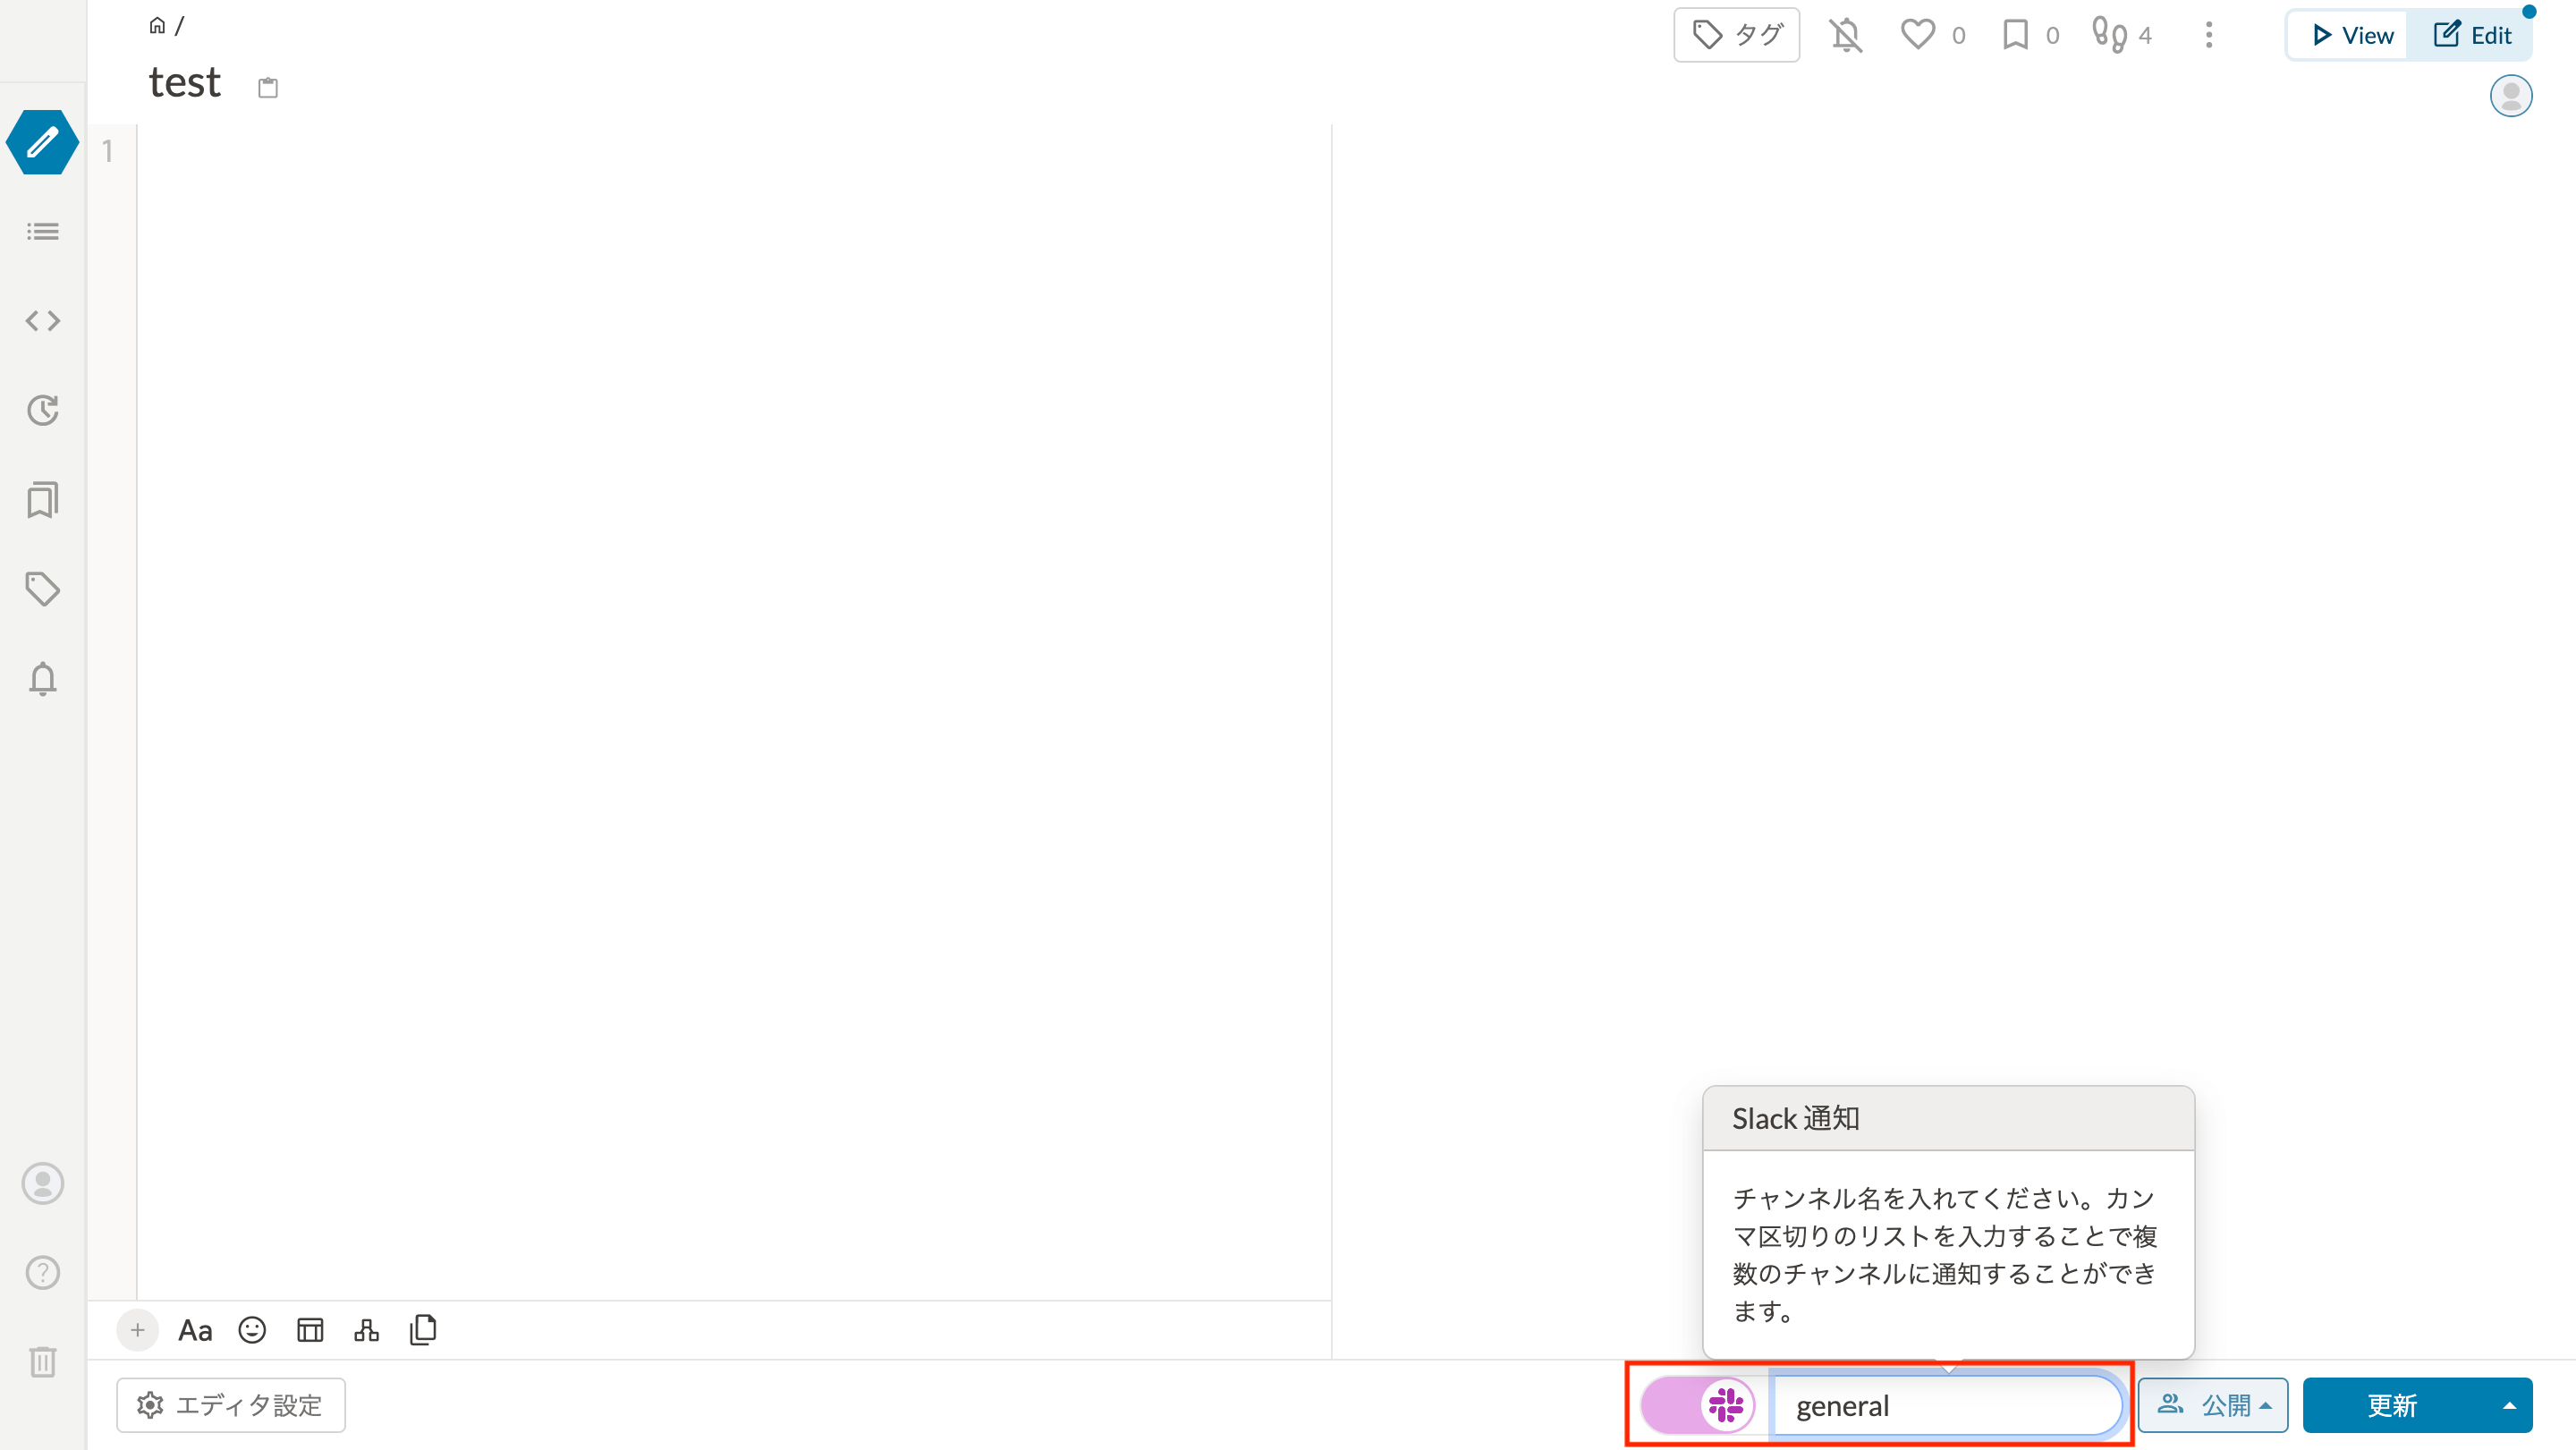 /
test
タグ
0
0
4
View
Edit
1
Slack 通知
チャンネル名を入れてください。カン
マ区切りのリストを入力することで複
数のチャンネルに通知することができ
ます。
Aa
エディタ設定
general
公開
更新